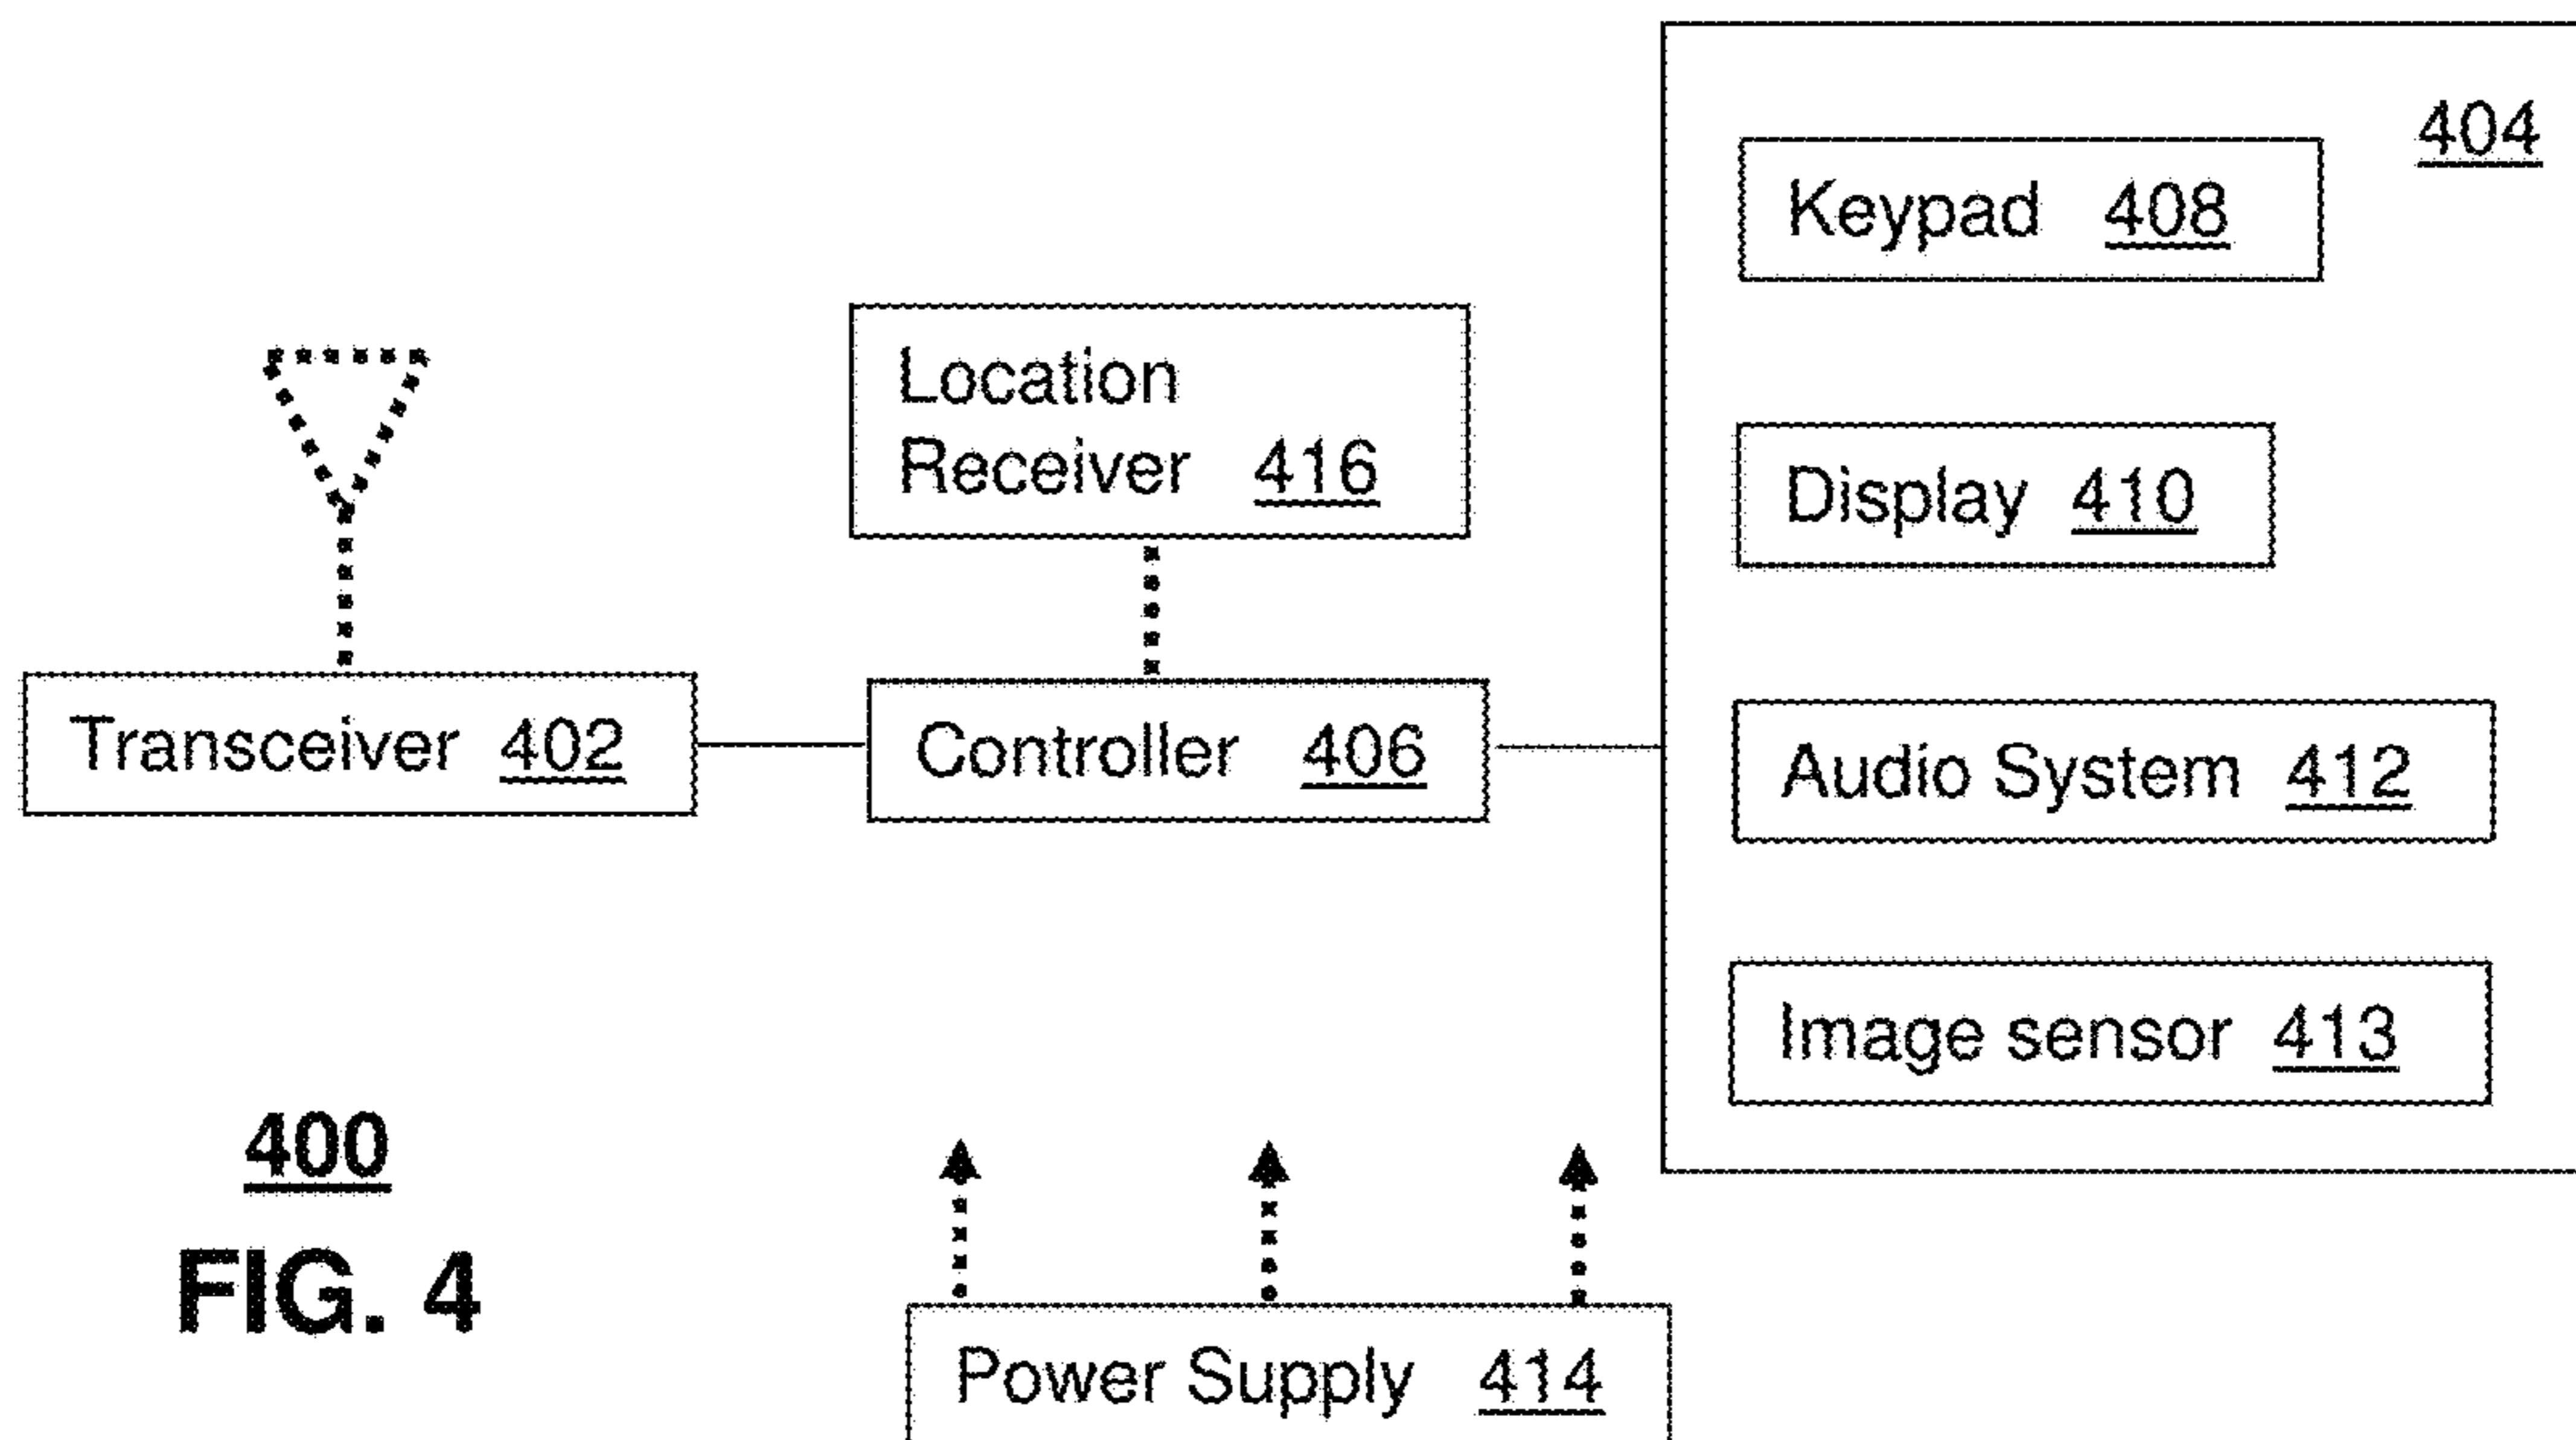 404
Keypad 408
Location
Receiver 416
Display 410
Transceiver 402
Controller 406
Audio System 412
Image sensor 413
400
FIG. 4
Power Supply 414